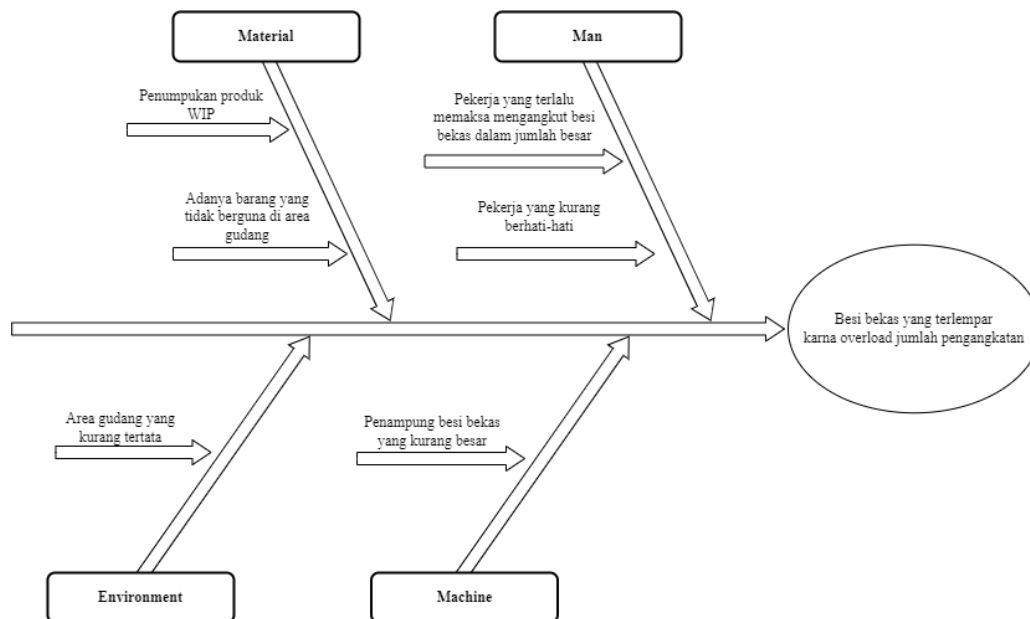 Material
Man
Penumpukan produk
WIP
Pekerja yang terlalu
memaksa mengangkut besi
bekas dalam jumlah besar
Adanya barang yang
tidak berguna di area
gudang
Pekerja yang kurang
berhati-hati
Besi bekas yang terlempar
karna overload jumlah pengangkatan
Area gudang yang
kurang tertata
Penampung besi bekas
yang kurang besar
Environment
Machine